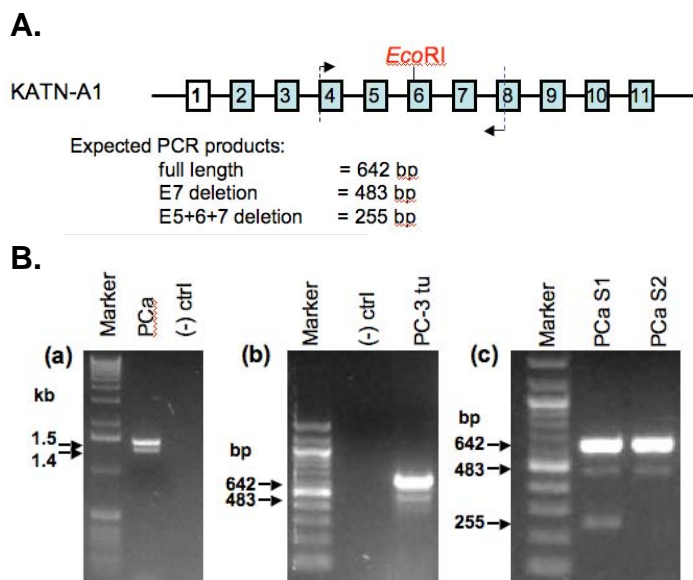 A.
EcoRI
KATN-A1
1 2 3 4 5 6 7 8 9 10 11
Expected PCR products:
full length = 642 bp
E7 deletion = 483 bp
E5+6+7 deletion = 255 bp
B.
(a)
Marker
PCa
(-) ctrl
kb
1.5
1.4
(b)
Marker
(-) ctrl
PC-3 tu
bp
642
483
(c)
Marker
PCa S1
PCa S2
bp
642
483
255